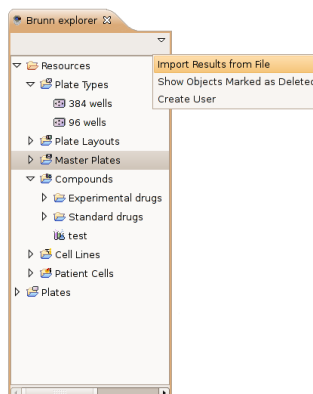 Brunn explorer
Import Results from File
Show Objects Marked as Deleted
Create User
Resources
Plate Types
384 wells
96 wells
Plate Layouts
Master Plates
Compounds
Experimental drugs
Standard drugs
test
Cell Lines
Patient Cells
Plates